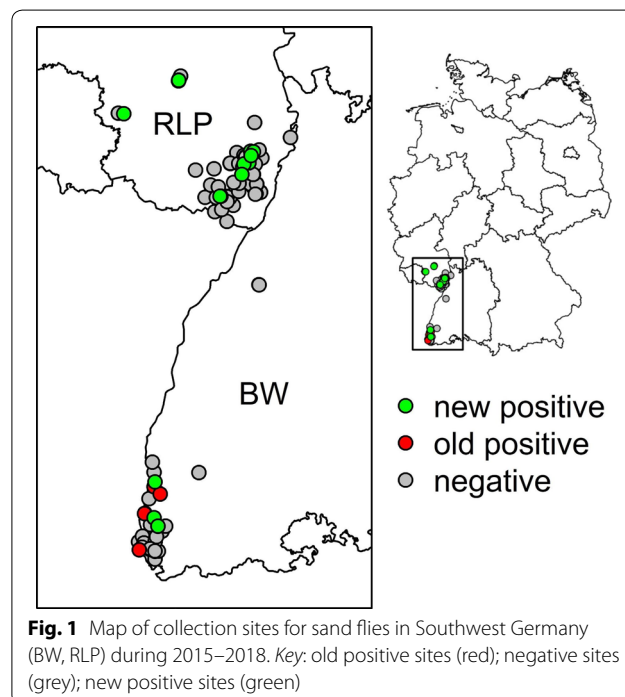 RLP
BW
new positive
old positive
negative
Fig. 1 Map of collection sites for sand flies in Southwest Germany
(BW, RLP) during 2015–2018. Key: old positive sites (red); negative sites
(grey); new positive sites (green)